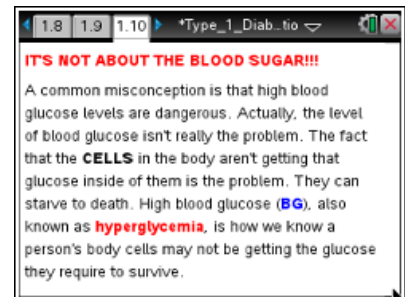 1.8 1.9 1.10 *Type_1_Diab...tio
IT'S NOT ABOUT THE BLOOD SUGAR!!!
A common misconception is that high blood
glucose levels are dangerous. Actually, the level
of blood glucose isn't really the problem. The fact
that the CELLS in the body aren't getting that
glucose inside of them is the problem. They can
starve to death. High blood glucose (BG), also
known as hyperglycemia, is how we know a
person's body cells may not be getting the glucose
they require to survive.